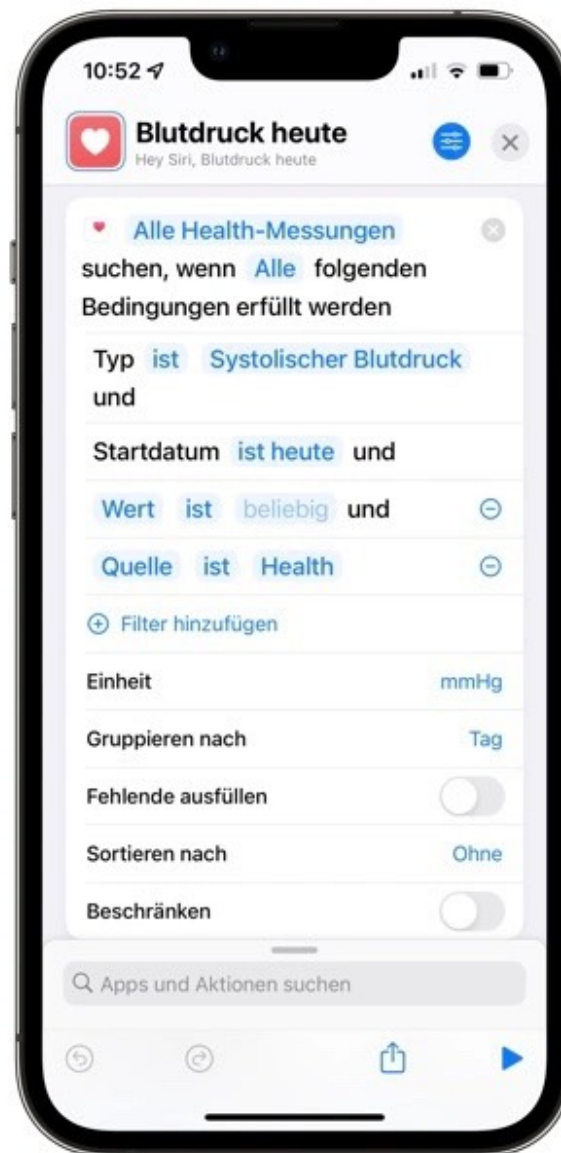 10:52
Blutdruck heute
Hey Siri, Blutdruck heute
Alle Health-Messungen
suchen, wenn Alle folgenden
Bedingungen erfüllt werden
Typ ist Systolischer Blutdruck
und
Startdatum ist heute und
Wert ist beliebig und
Quelle ist Health
Filter hinzufügen
Einheit mmHg
Gruppieren nach Tag
Fehlende ausfüllen
Sortieren nach Ohne
Beschränken
Apps und Aktionen suchen